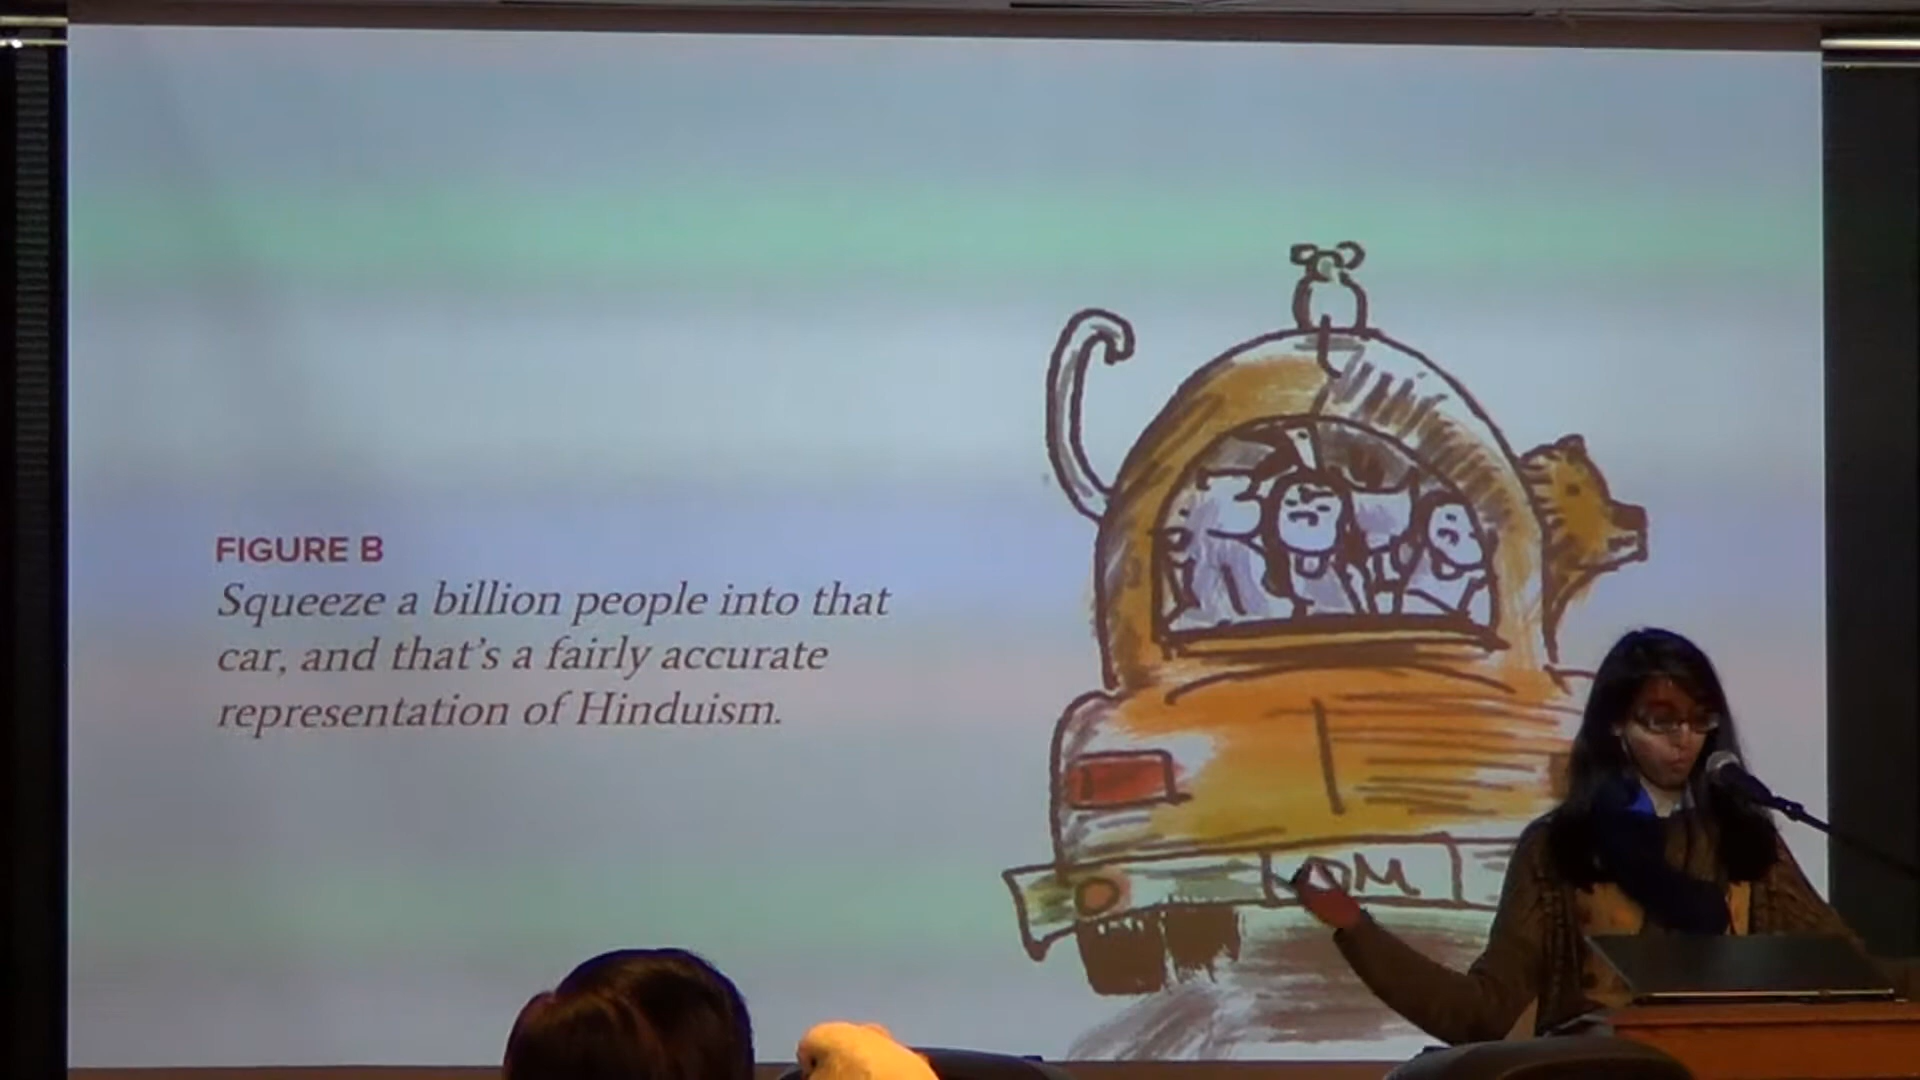 FIGURE B
Squeeze a billion people into that
car, and that's a fairly accurate
representation of Hinduism.
OM